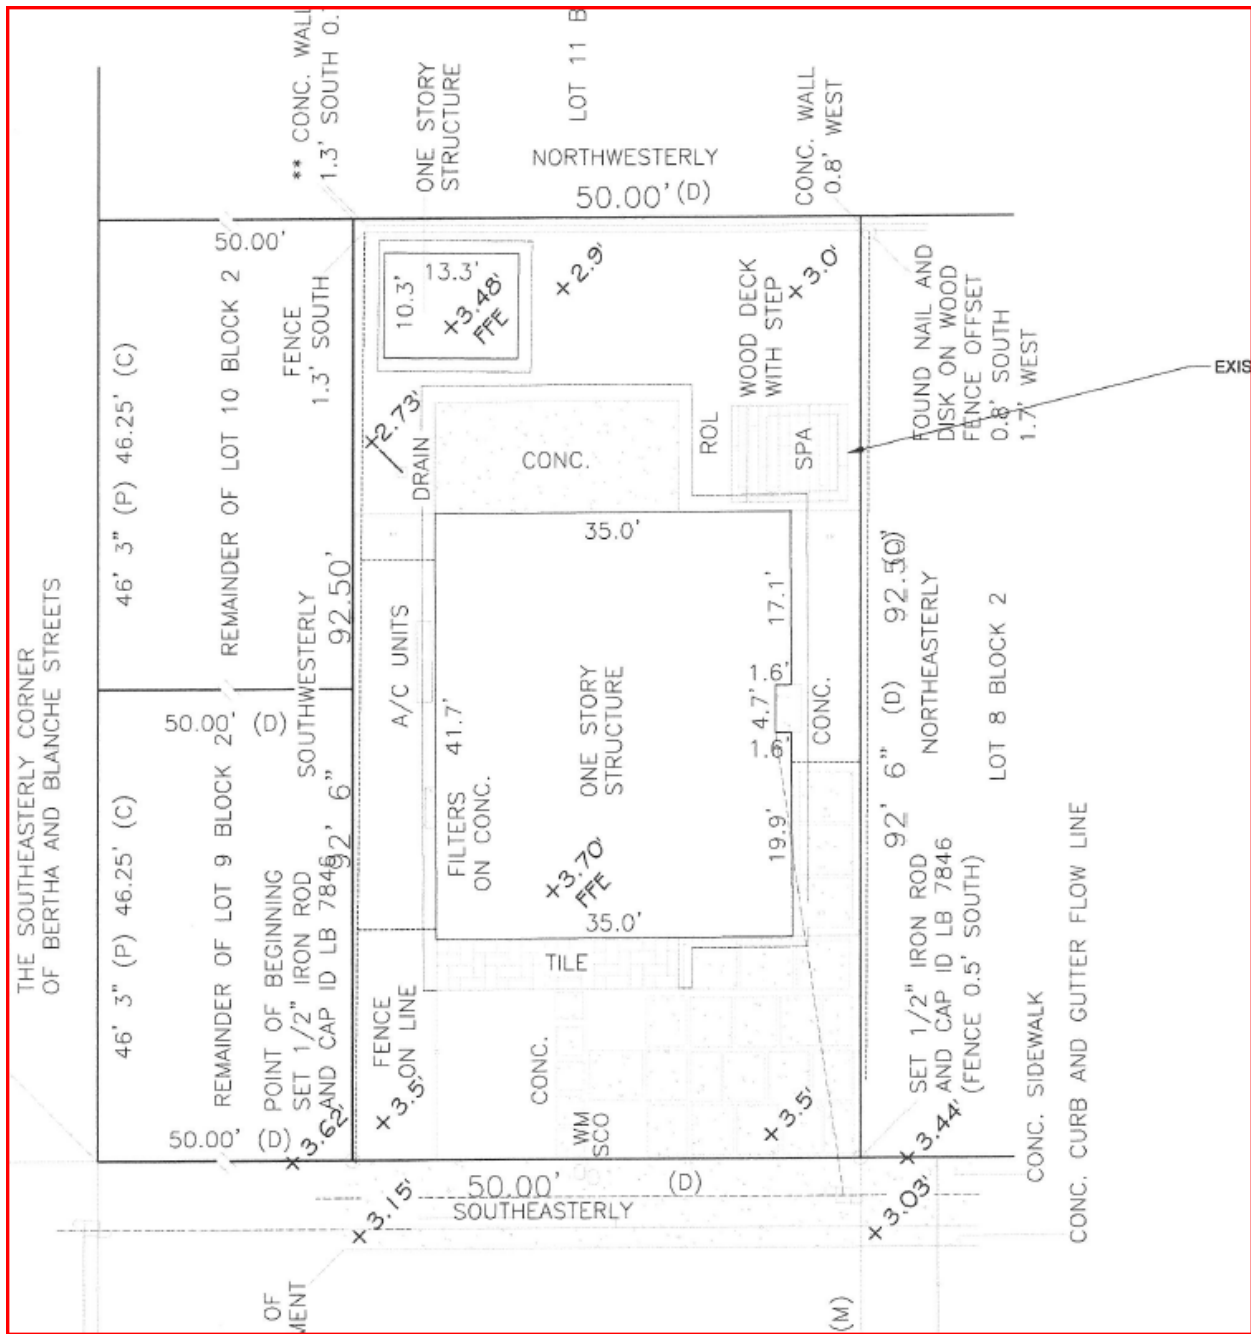 ** CONC. WALL
1.3' SOUTH 0.
ONE STORY
STRUCTURE
LOT 11 B
NORTHWESTERLY
50.00' (D)
CONC. WALL
0.8' WEST
50.00'
FENCE
1.3' SOUTH
10.3'
13.3'
+3.48'
FFE
+2.9'
WOOD DECK
WITH STEP
+3.0'
FOUND NAIL AND
DISK ON WOOD
FENCE OFFSET
0.8' SOUTH
1.7' WEST
EXIS
46' 3" (P) 46.25' (C)
REMAINDER OF LOT 10 BLOCK 2
+2.73'
DRAIN
CONC.
ROL
SPA
35.0'
THE SOUTHEASTERLY CORNER
OF BERTHA AND BLANCHE STREETS
50.00' (D)
SOUTHWESTERLY
92' 6" 92.50'
A/C UNITS
41.7'
FILTERS
ON CONC.
ONE STORY
STRUCTURE
17.1'
1.6'
4.7'
1.6'
19.9'
CONC.
92' 6" (D) 92.50'
(D)
NORTHEASTERLY
LOT 8 BLOCK 2
46' 3" (P) 46.25' (C)
REMAINDER OF LOT 9 BLOCK 2
POINT OF BEGINNING
SET 1/2" IRON ROD
AND CAP ID LB 7846
+3.70'
FFE
35.0'
TILE
FENCE
ON LINE
+3.5'
CONC.
WM
SCO
+3.5'
SET 1/2" IRON ROD
AND CAP ID LB 7846
(FENCE 0.5' SOUTH)
50.00' (D)
+3.62'
+3.44'
50.00' (D)
SOUTHEASTERLY
+3.15'
+3.03'
CONC. SIDEWALK
CONC. CURB AND GUTTER FLOW LINE
OF
MENT
(M)